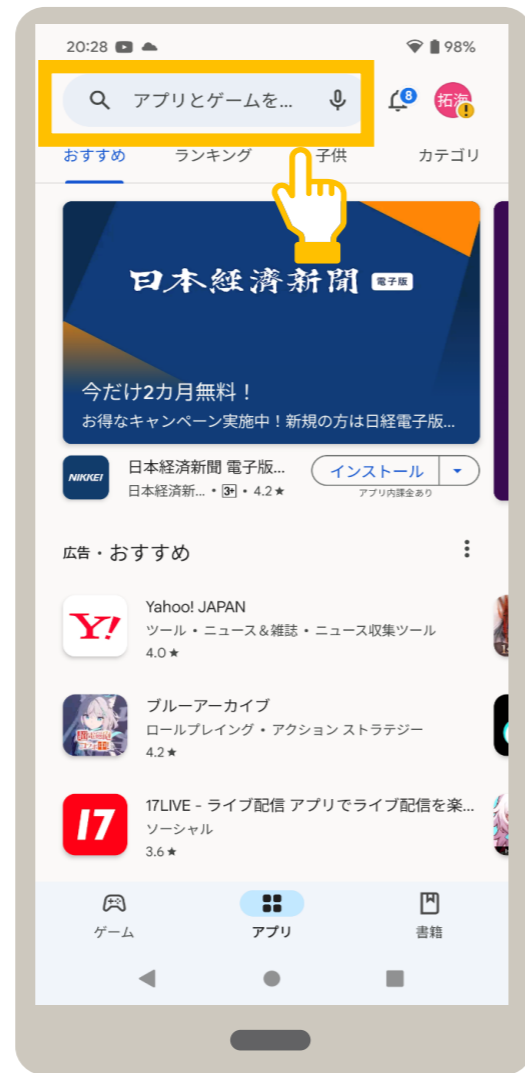 20:28
98%
アプリとゲームを...
8
拓海
おすすめ ランキング 子供 カテゴリ
日本経済新聞 電子版
今だけ2カ月無料！
お得なキャンペーン実施中！新規の方は日経電子版...
NIKKEI
日本経済新聞 電子版...
インストール
日本経済新... • 3+ • 4.2★
アプリ内課金あり
広告・おすすめ
Y!
Yahoo! JAPAN
ツール • ニュース＆雑誌 • ニュース収集ツール
4.0★
ブルーアーカイブ
ロールプレイング • アクション ストラテジー
4.2★
17
17LIVE - ライブ配信 アプリでライブ配信を楽...
ソーシャル
3.6★
ゲーム アプリ 書籍